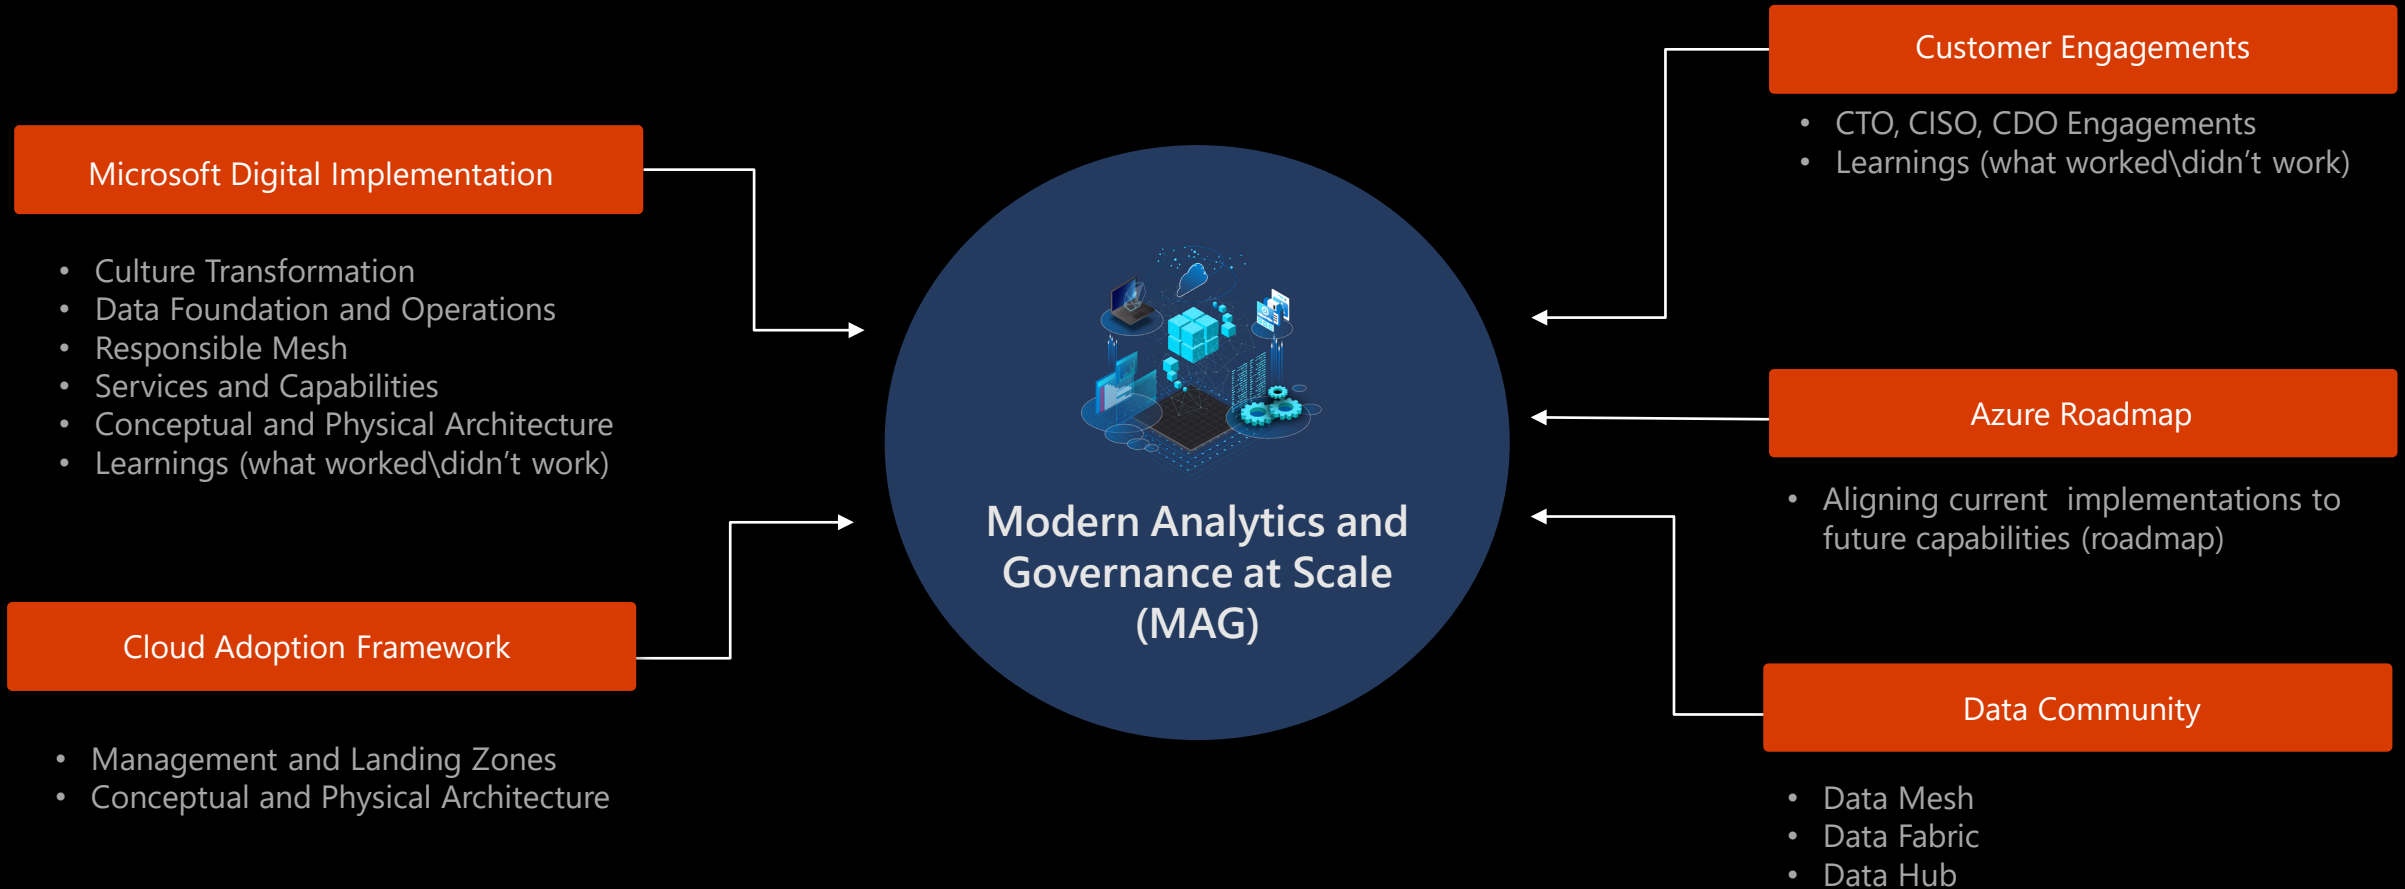 Microsoft Digital Implementation
• Culture Transformation
• Data Foundation and Operations
• Responsible Mesh
• Services and Capabilities
• Conceptual and Physical Architecture
• Learnings (what worked\didn’t work)
Cloud Adoption Framework
• Management and Landing Zones
• Conceptual and Physical Architecture
Modern Analytics and
Governance at Scale
(MAG)
Customer Engagements
• CTO, CISO, CDO Engagements
• Learnings (what worked\didn’t work)
Azure Roadmap
• Aligning current implementations to
future capabilities (roadmap)
Data Community
• Data Mesh
• Data Fabric
• Data Hub